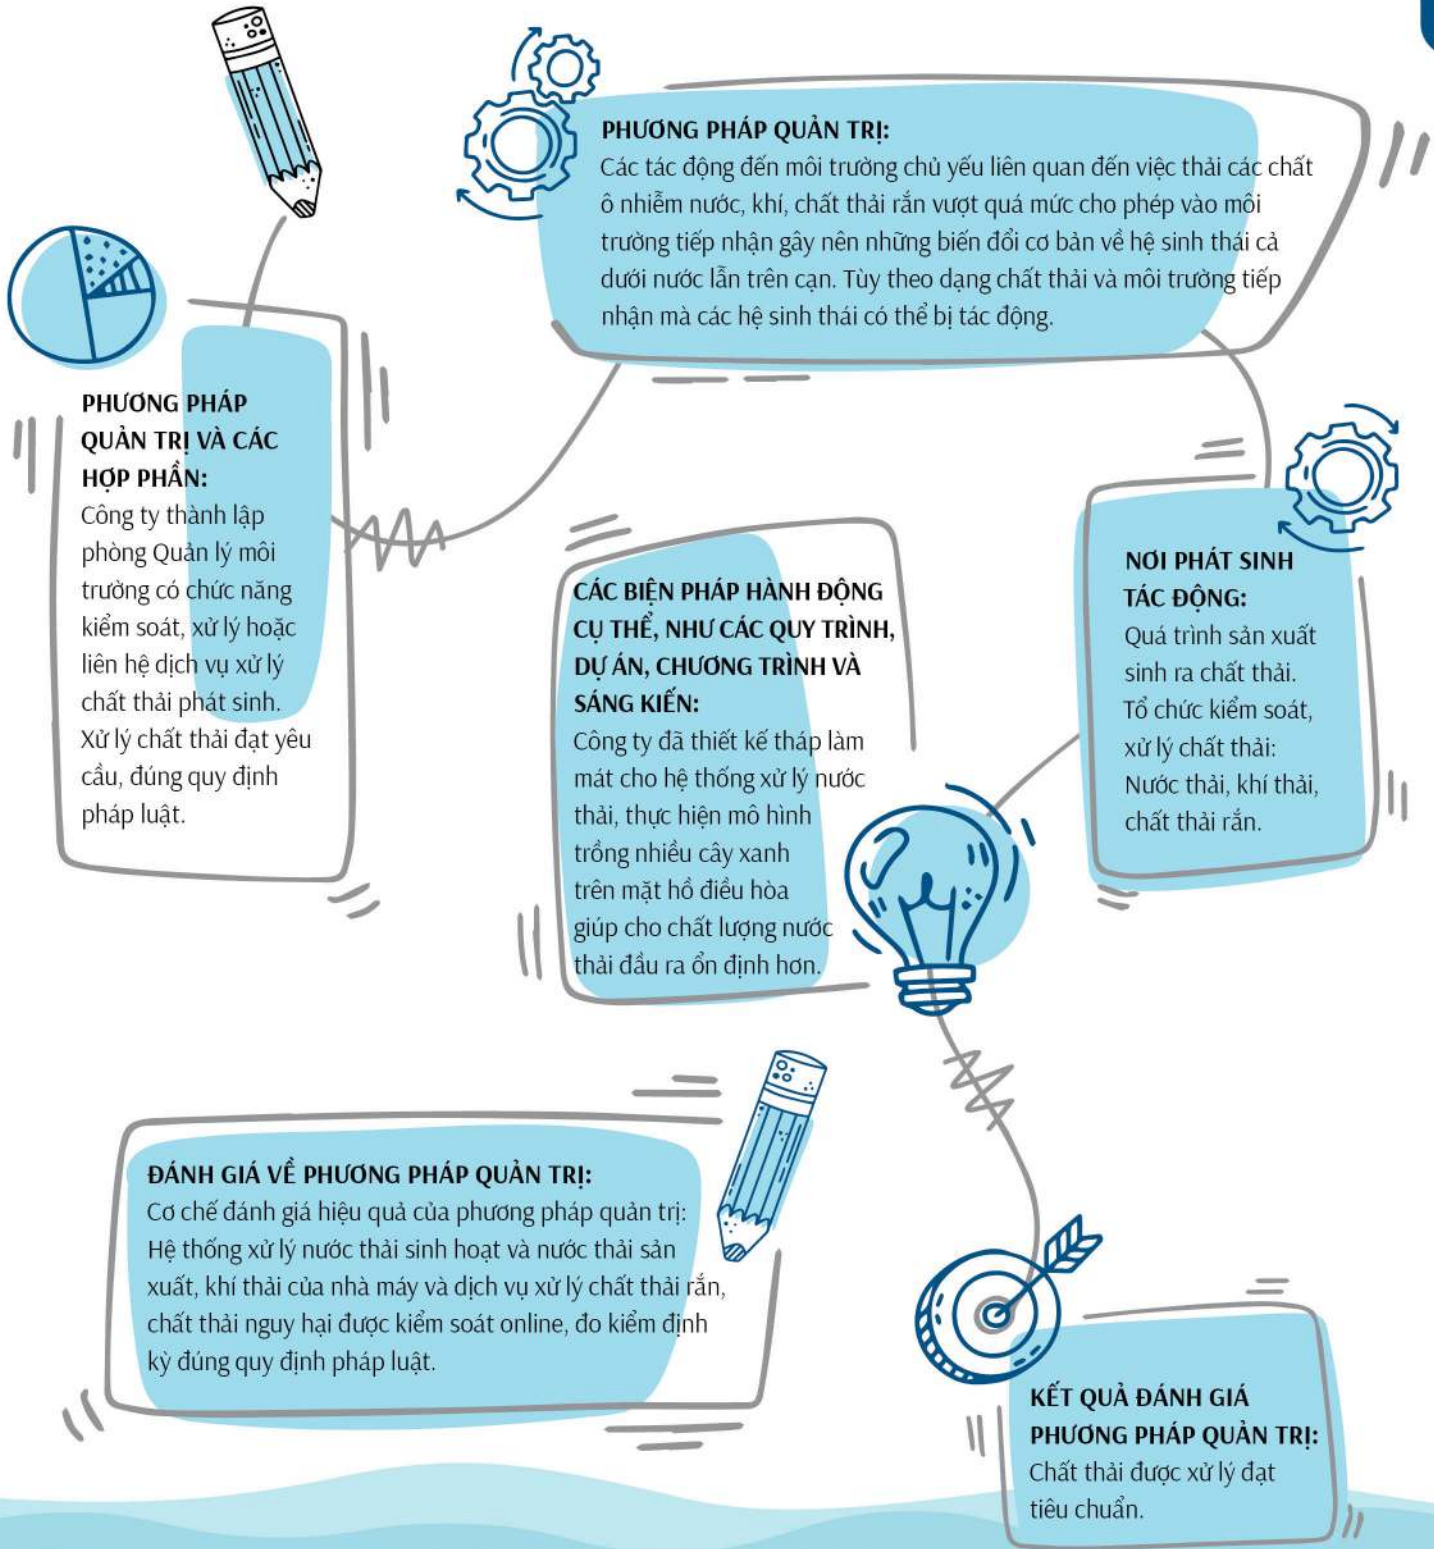 PHƯƠNG PHÁP QUẢN TRỊ:
Các tác động đến môi trường chủ yếu liên quan đến việc thải các chất
ô nhiễm nước, khí, chất thải rắn vượt quá mức cho phép vào môi
trường tiếp nhận gây nên những biến đổi cơ bản về hệ sinh thái cả
dưới nước lẫn trên cạn. Tùy theo dạng chất thải và môi trường tiếp
nhận mà các hệ sinh thái có thể bị tác động.
PHƯƠNG PHÁP
QUẢN TRỊ VÀ CÁC
HỢP PHẦN:
Công ty thành lập
phòng Quản lý môi
trường có chức năng
kiểm soát, xử lý hoặc
liên hệ dịch vụ xử lý
chất thải phát sinh.
Xử lý chất thải đạt yêu
cầu, đúng quy định
pháp luật.
CÁC BIỆN PHÁP HÀNH ĐỘNG
CỤ THỂ, NHƯ CÁC QUY TRÌNH,
DỰ ÁN, CHƯƠNG TRÌNH VÀ
SÁNG KIẾN:
Công ty đã thiết kế tháp làm
mát cho hệ thống xử lý nước
thải, thực hiện mô hình
trồng nhiều cây xanh
trên mặt hồ điều hòa
giúp cho chất lượng nước
thải đầu ra ổn định hơn.
NƠI PHÁT SINH
TÁC ĐỘNG:
Quá trình sản xuất
sinh ra chất thải.
Tổ chức kiểm soát,
xử lý chất thải:
Nước thải, khí thải,
chất thải rắn.
ĐÁNH GIÁ VỀ PHƯƠNG PHÁP QUẢN TRỊ:
Cơ chế đánh giá hiệu quả của phương pháp quản trị:
Hệ thống xử lý nước thải sinh hoạt và nước thải sản
xuất, khí thải của nhà máy và dịch vụ xử lý chất thải rắn,
chất thải nguy hại được kiểm soát online, đo kiểm định
kỳ đúng quy định pháp luật.
KẾT QUẢ ĐÁNH GIÁ
PHƯƠNG PHÁP QUẢN TRỊ:
Chất thải được xử lý đạt
tiêu chuẩn.